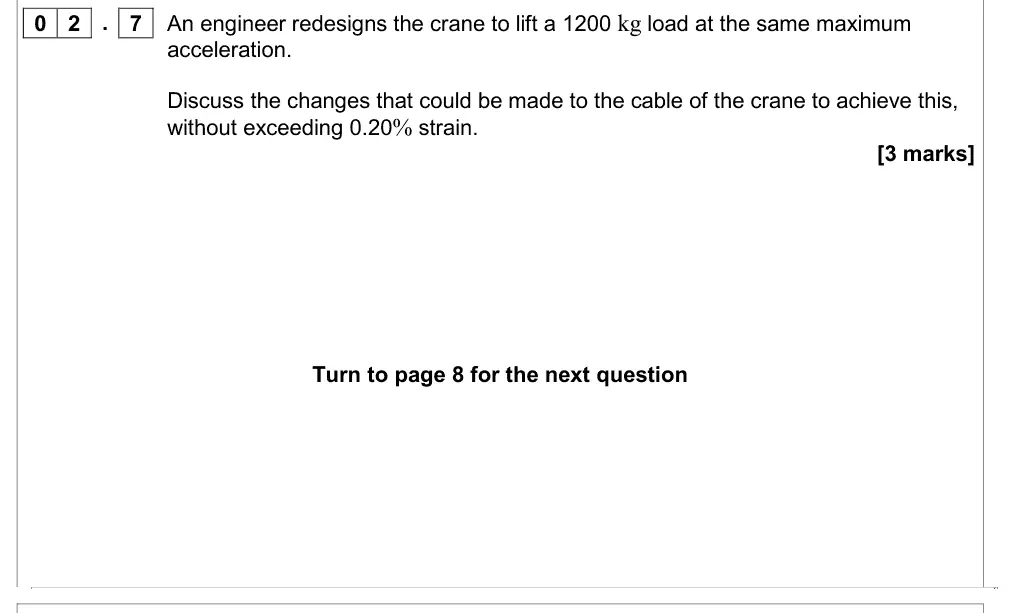 0 2 . 7 An engineer redesigns the crane to lift a 1200 kg load at the same maximum
acceleration.
Discuss the changes that could be made to the cable of the crane to achieve this,
without exceeding 0.20% strain.
[3 marks]
Turn to page 8 for the next question